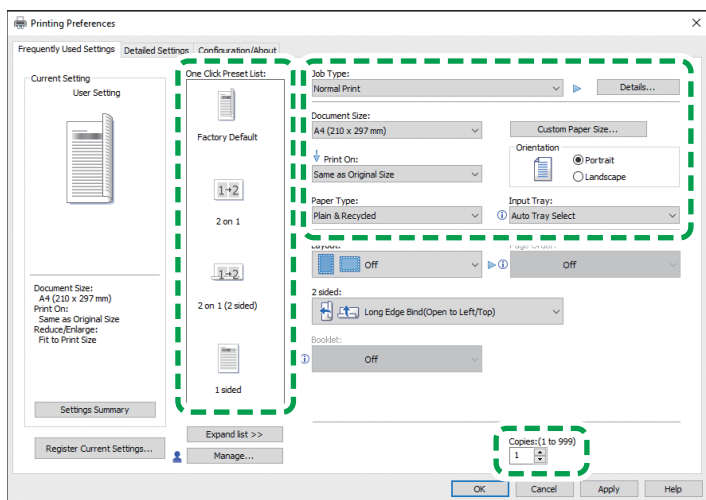 Printing Preferences
Frequently Used Settings
Detailed Settings
Configuration/About
Current Setting
User Setting
Document Size:
A4 (210 x 297 mm)
Print On:
Same as Original Size
Reduce/Enlarge:
Fit to Print Size
Settings Summary
Register Current Settings...
One Click Preset List:
Factory Default
1→2
2 on 1
1→2
2 on 1 (2 sided)
1 sided
Expand list >>
Manage...
Job Type:
Normal Print
Details...
Document Size:
A4 (210 x 297 mm)
Custom Paper Size...
Print On:
Same as Original Size
Orientation
Portrait
Landscape
Paper Type:
Plain & Recycled
Input Tray:
Auto Tray Select
Layout:
Off
Page Order:
Off
2 sided:
Long Edge Bind(Open to Left/Top)
Booklet:
Off
Copies:(1 to 999)
1
OK
Cancel
Apply
Help